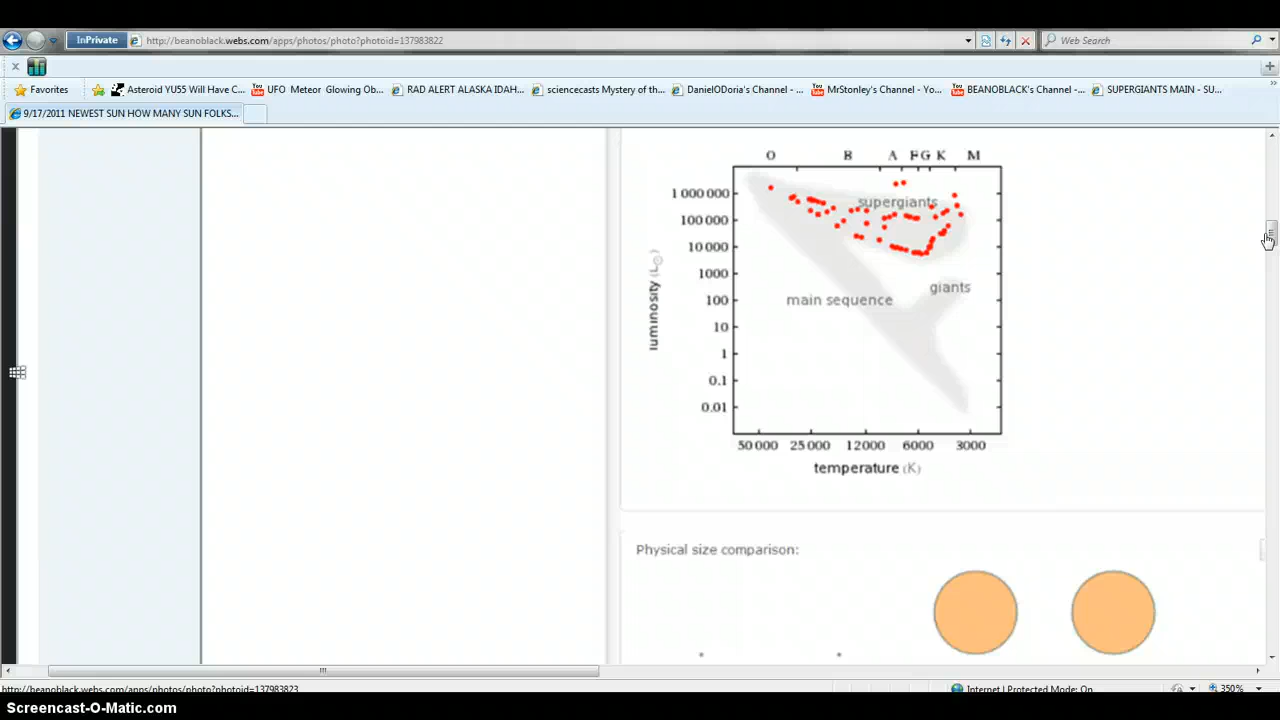 InPrivate
http://beanoblack.webs.com/apps/photos/photo?photoid=137983822
Web Search
Favorites
Asteroid YU55 Will Have C...
UFO Meteor Glowing Ob...
RAD ALERT ALASKA IDAH...
sciencecasts Mystery of th...
DanielODoria's Channel - ...
MrStonley's Channel - Yo...
BEANOBLACK's Channel -...
SUPERGIANTS MAIN - SU...
9/17/2011 NEWEST SUN HOW MANY SUN FOLKS...
O B A F G K M
1 000 000
supergiants
100 000
10 000
1000
giants
main sequence
100
10
1
0.1
0.01
luminosity (L☉)
50 000 25 000 12000 6000 3000
temperature (K)
Physical size comparison:
http://beanoblack.webs.com/apps/photos/photo?photoid=137983823
Internet | Protected Mode: On
350%
Screencast-O-Matic.com